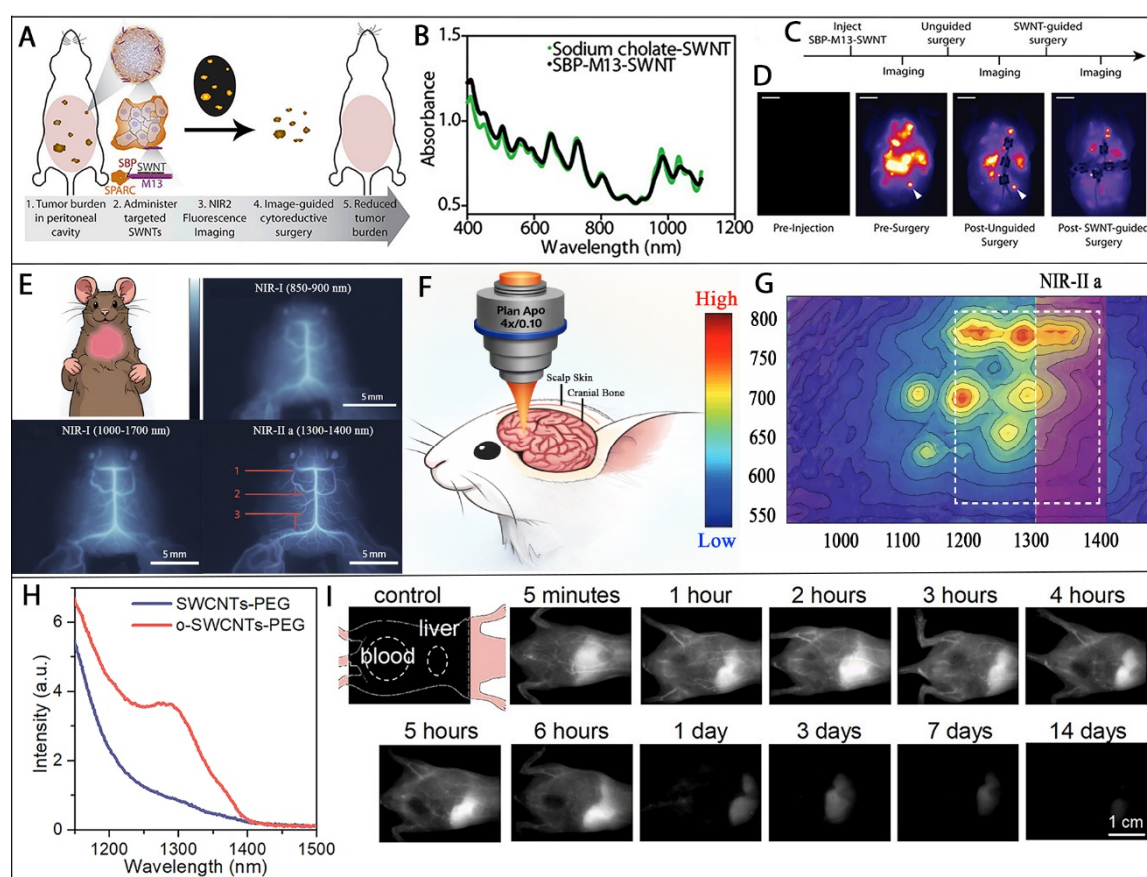 A
SBP
SWNT
SPARC
M13
1. Tumor burden
in peritoneal
cavity
2. Administer
targeted
SWNTs
3. NIR2
Fluorescence
Imaging
4. Image-guided
cytoreductive
surgery
5. Reduced
tumor
burden
B
Sodium cholate-SWNT
SBP-M13-SWNT
1.5
1.0
0.5
Absorbance
400 600 800 1000 1200
Wavelength (nm)
C
Inject
SBP-M13-SWNT
Unguided
surgery
SWNT-guided
surgery
Imaging
Imaging
Imaging
D
Pre-Injection
Pre-Surgery
Post-Unguided
Surgery
Post- SWNT-guided
Surgery
E
NIR-I (850-900 nm)
5 mm
NIR-I (1000-1700 nm)
5 mm
NIR-II a (1300-1400 nm)
1
2
3
5 mm
F
Plan Apo
4x/0.10
Scalp Skin
Cranial Bone
High
Low
G
NIR-II a
800
750
700
650
600
550
1000 1100 1200 1300 1400
H
SWCNTs-PEG
o-SWCNTs-PEG
6
4
2
0
Intensity (a.u.)
1200 1300 1400 1500
Wavelength (nm)
I
control
blood
liver
5 minutes
1 hour
2 hours
3 hours
4 hours
5 hours
6 hours
1 day
3 days
7 days
14 days
1 cm